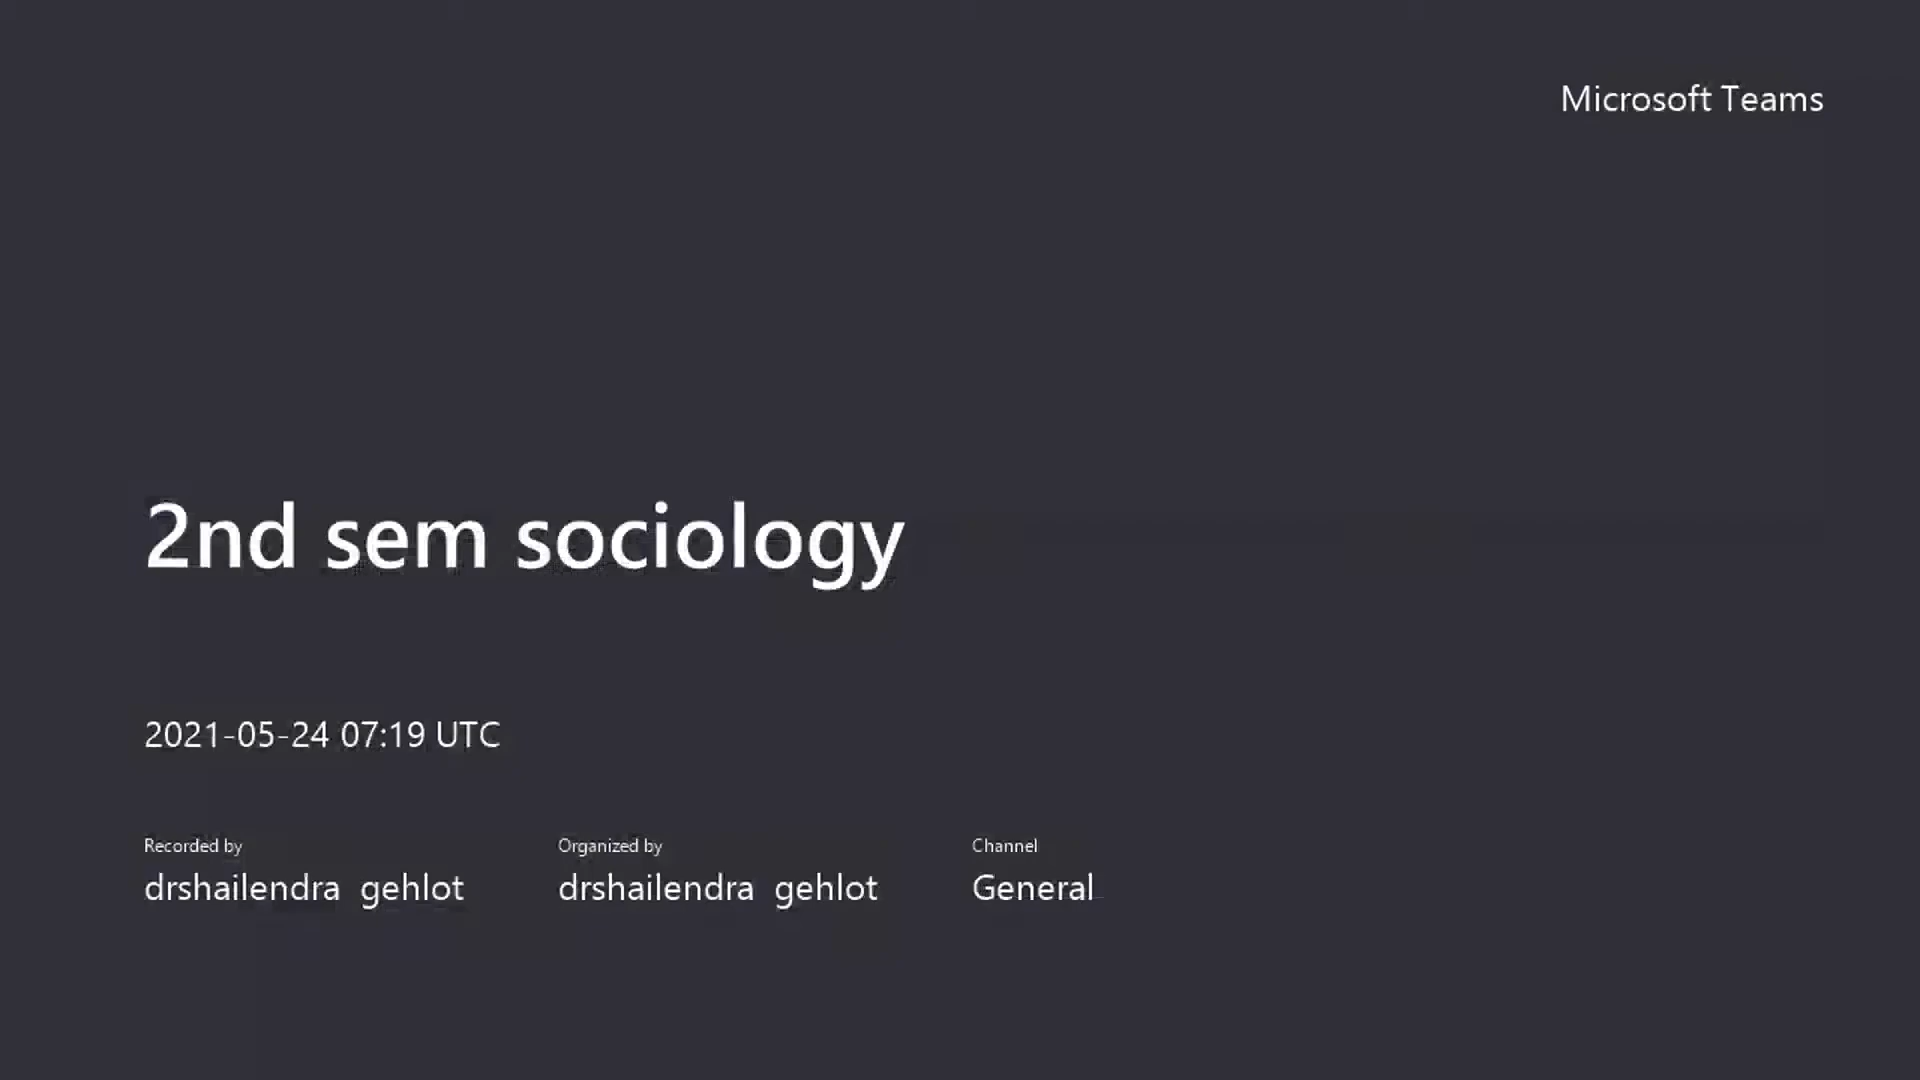 Microsoft Teams
2nd sem sociology
2021-05-24 07:19 UTC
Recorded by
drshailendra gehlot
Organized by
drshailendra gehlot
Channel
General